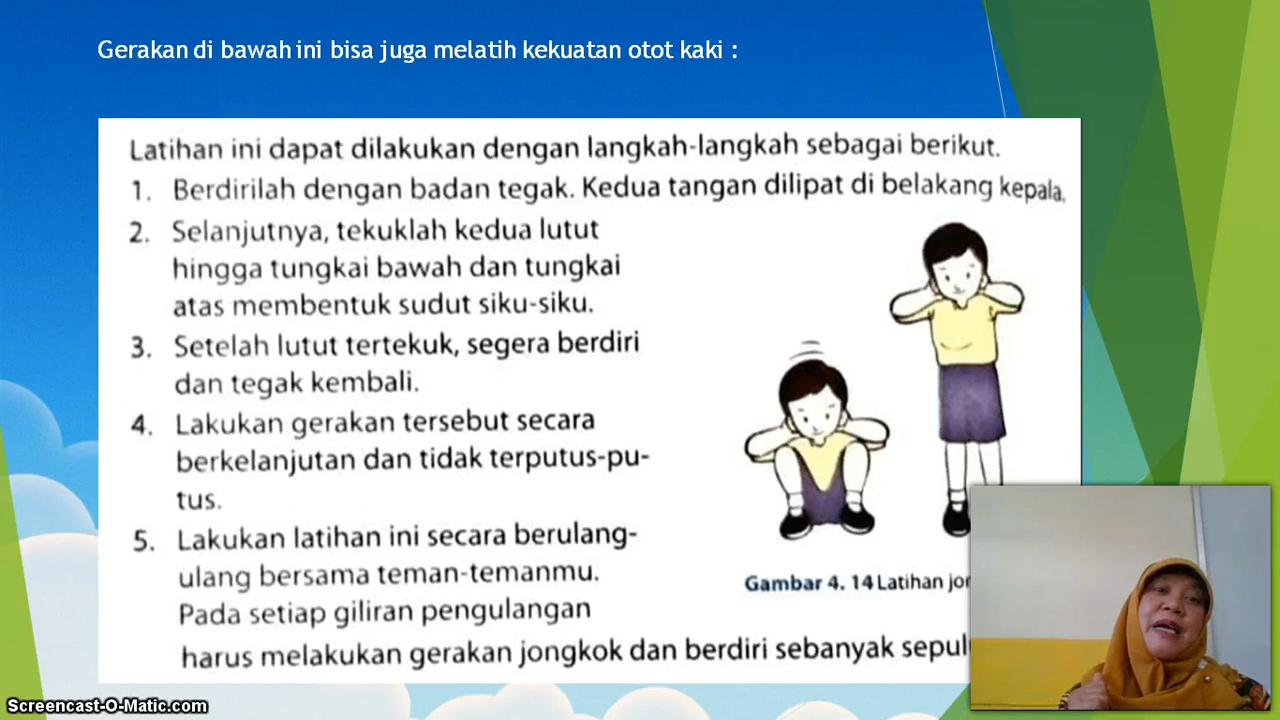 Gerakan di bawah ini bisa juga melatih kekuatan otot kaki :
Latihan ini dapat dilakukan dengan langkah-langkah sebagai berikut.
1. Berdirilah dengan badan tegak. Kedua tangan dilipat di belakang kepala.
2. Selanjutnya, tekuklah kedua lutut
hingga tungkai bawah dan tungkai
atas membentuk sudut siku-siku.
3. Setelah lutut tertekuk, segera berdiri
dan tegak kembali.
4. Lakukan gerakan tersebut secara
berkelanjutan dan tidak terputus-pu-
tus.
5. Lakukan latihan ini secara berulang-
ulang bersama teman-temanmu.
Pada setiap giliran pengulangan
harus melakukan gerakan jongkok dan berdiri sebanyak
Gambar 4. 14 Latihan
Screencast-O-Matic.com